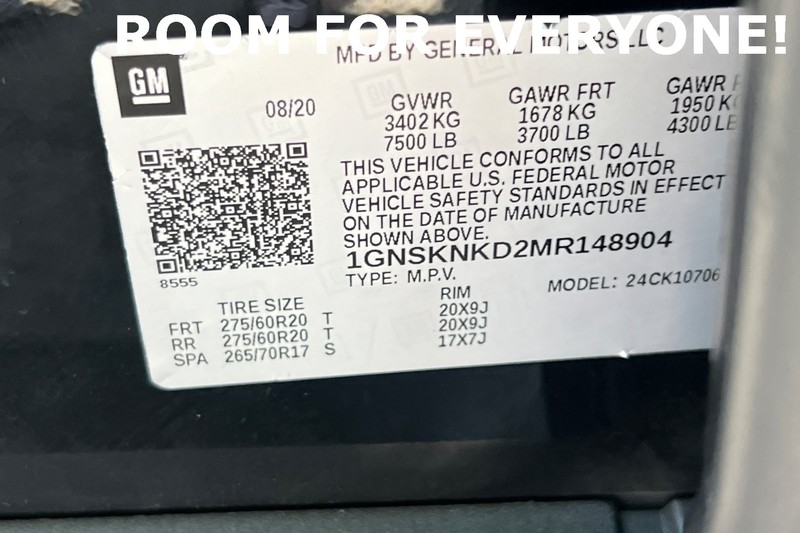 ROOM FOR EVERYONE!
MFD BY GENERAL MOTORS LLC
GM
08/20
GVWR
3402 KG
7500 LB
GAWR FRT
1678 KG
3700 LB
GAWR
1950 K
4300 LB
THIS VEHICLE CONFORMS TO ALL
APPLICABLE U.S. FEDERAL MOTOR
VEHICLE SAFETY STANDARDS IN EFFECT
ON THE DATE OF MANUFACTURE
SHOWN ABOVE.
1GNSKNKD2MR148904
8555
TYPE: M.P.V.
MODEL: 24CK10706
TIRE SIZE
RIM
FRT 275/60R20 T 20X9J
RR 275/60R20 T 20X9J
SPA 265/70R17 S 17X7J